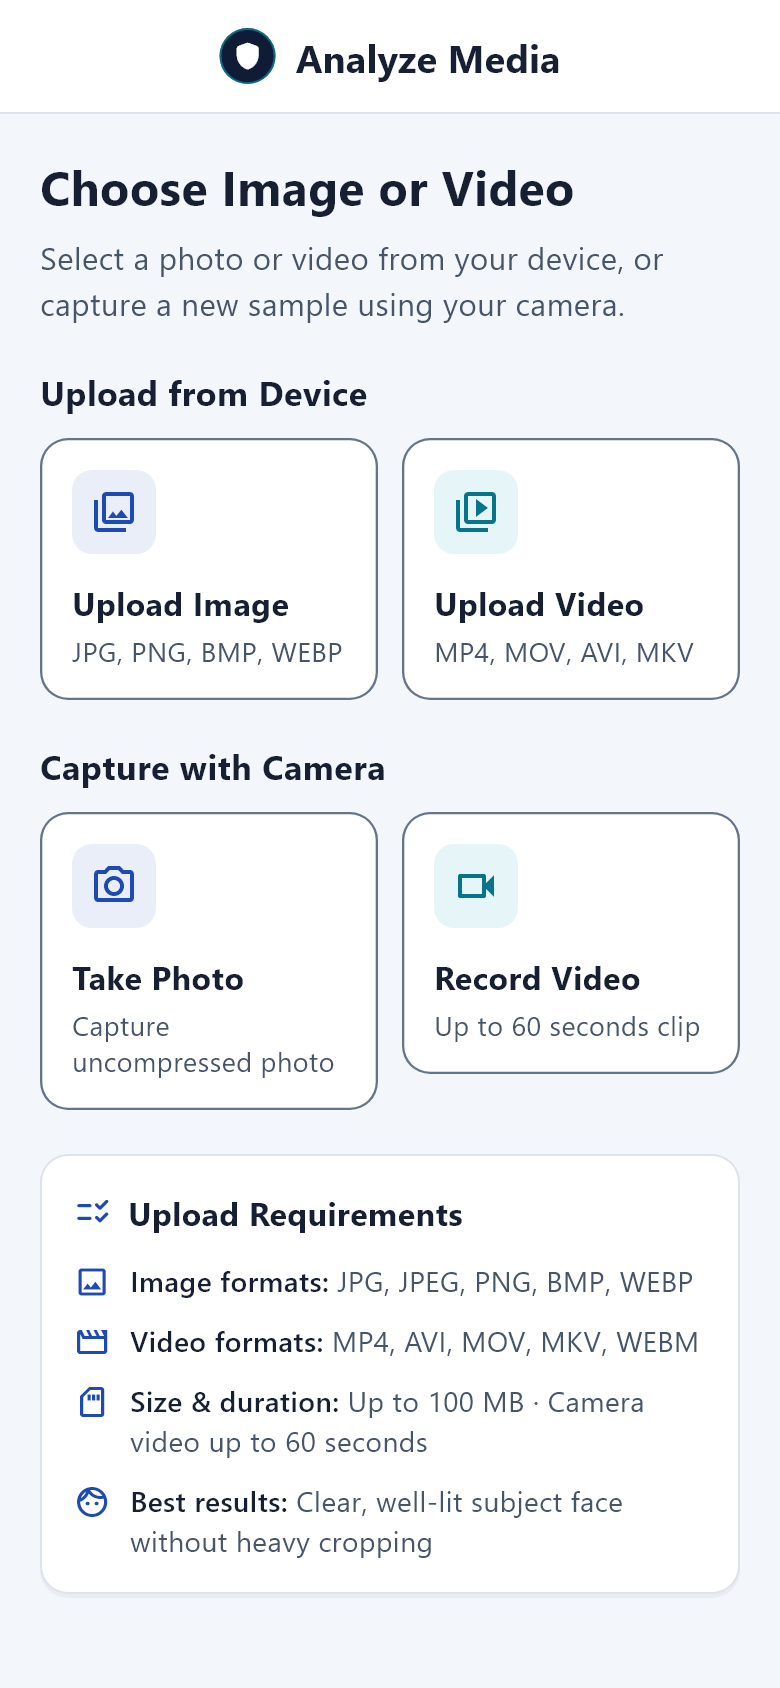 Analyze Media
Choose Image or Video
Select a photo or video from your device, or
capture a new sample using your camera.
Upload from Device
Upload Image
JPG, PNG, BMP, WEBP
Upload Video
MP4, MOV, AVI, MKV
Capture with Camera
Take Photo
Capture
uncompressed photo
Record Video
Up to 60 seconds clip
Upload Requirements
Image formats: JPG, JPEG, PNG, BMP, WEBP
Video formats: MP4, AVI, MOV, MKV, WEBM
Size & duration: Up to 100 MB · Camera
video up to 60 seconds
Best results: Clear, well-lit subject face
without heavy cropping